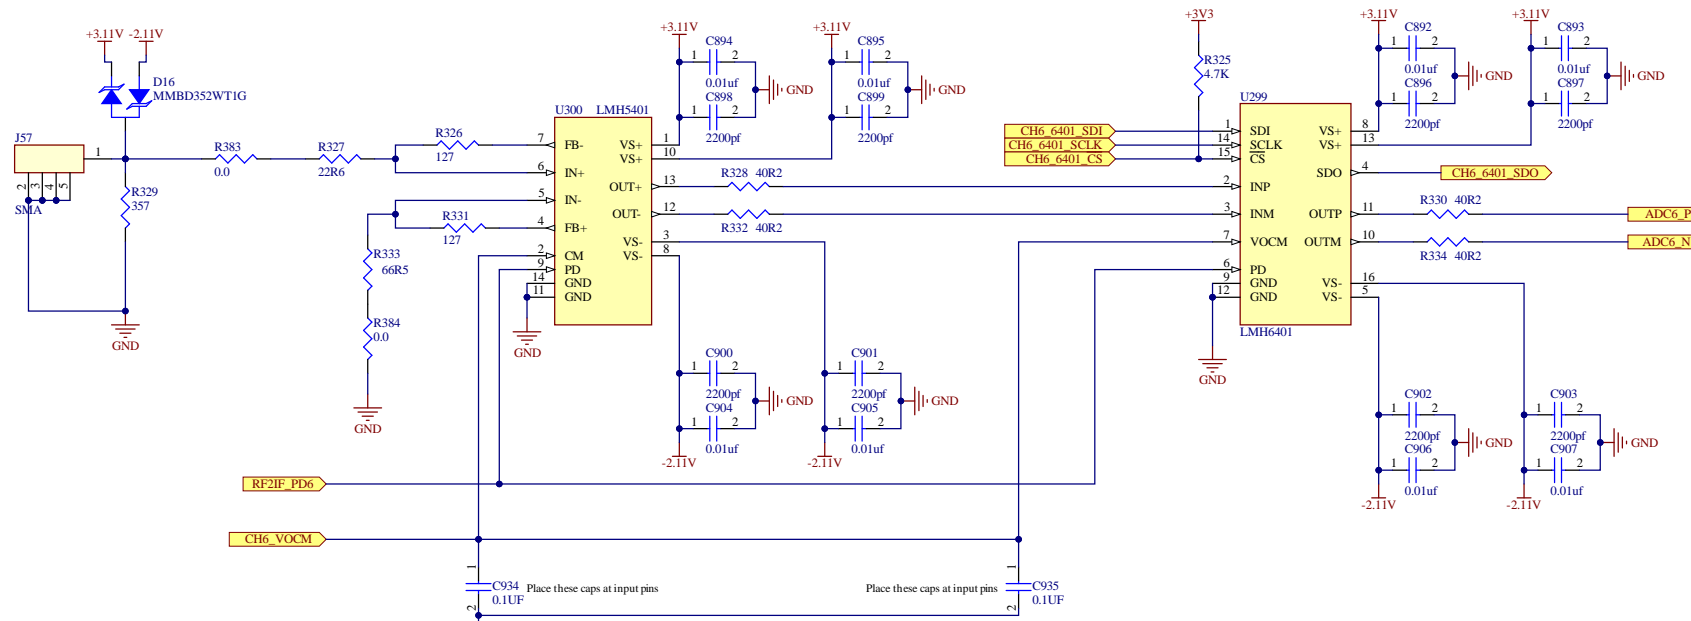 +3.11V -2.11V
D16
MMBD352WT1G
J57
1
2 3 4 5
SMA
R329
357
GND
R383
0.0
R327
22R6
R326
127
R331
127
R333
66R5
R384
0.0
GND
U300 LMH5401
7 FB-
6 IN+
5 IN-
4 FB+
2 CM
9 PD
14 GND
11 GND
VS+ 1
VS+ 10
OUT+ 13
OUT- 12
VS- 3
VS- 8
GND
+3.11V
C894
1 2
0.01uf
C898
1 2
2200pf
GND
+3.11V
C895
1 2
0.01uf
C899
1 2
2200pf
GND
R328 40R2
R332 40R2
C900
1 2
2200pf
C904
1 2
0.01uf
GND
-2.11V
C901
1 2
2200pf
C905
1 2
0.01uf
GND
-2.11V
+3V3
R325
4.7K
CH6_6401_SDI
CH6_6401_SCLK
CH6_6401_CS
U299
1 SDI
14 SCLK
15 CS
2 INP
3 INM
7 VOCM
6 PD
9 GND
12 GND
VS+ 8
VS+ 13
SDO 4
OUTP 11
OUTM 10
VS- 16
VS- 5
LMH6401
GND
+3.11V
C892
1 2
0.01uf
C896
1 2
2200pf
GND
+3.11V
C893
1 2
0.01uf
C897
1 2
2200pf
GND
CH6_6401_SDO
R330 40R2
R334 40R2
ADC6_P
ADC6_N
C902
1 2
2200pf
C906
1 2
0.01uf
GND
-2.11V
C903
1 2
2200pf
C907
1 2
0.01uf
GND
-2.11V
RF2IF_PD6
CH6_VOCM
1
C934
0.1UF
2
Place these caps at input pins
Place these caps at input pins
1
C935
0.1UF
2